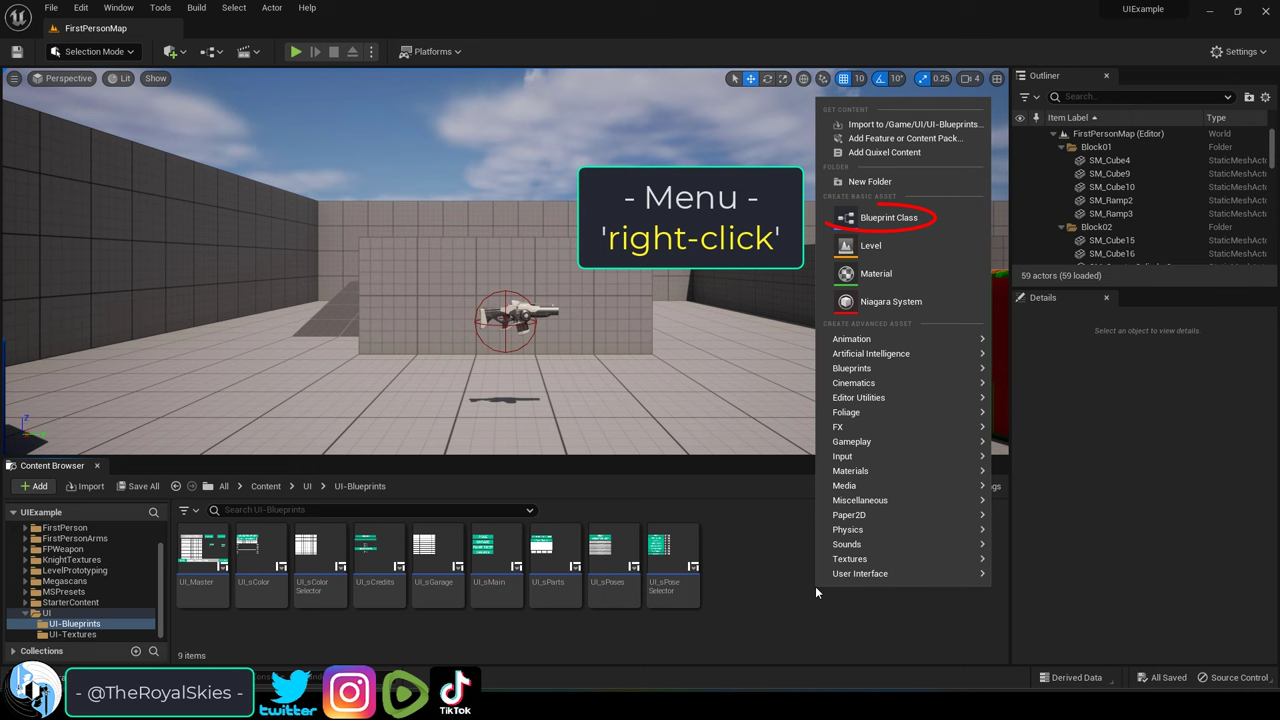 File Edit Window Tools Build Select Actor Help
UIExample
FirstPersonMap
Selection Mode
Platforms
Settings
Perspective Lit Show
10 10° 0.25 4
Outliner
Search...
Item Label Type
FirstPersonMap (Editor) World
Block01 Folder
SM_Cube4 StaticMeshActo
SM_Cube9 StaticMeshActo
SM_Cube10 StaticMeshActo
SM_Ramp2 StaticMeshActo
SM_Ramp3 StaticMeshActo
Block02 Folder
SM_Cube15 StaticMeshActo
SM_Cube16 StaticMeshActo
59 actors (59 loaded)
Details
Select an object to view details.
GET CONTENT
Import to /Game/UI/UI-Blueprints...
Add Feature or Content Pack...
Add Quixel Content
FOLDER
New Folder
CREATE BASIC ASSET
Blueprint Class
Level
Material
Niagara System
CREATE ADVANCED ASSET
Animation
Artificial Intelligence
Blueprints
Cinematics
Editor Utilities
Foliage
FX
Gameplay
Input
Materials
Media
Miscellaneous
Paper2D
Physics
Sounds
Textures
User Interface
- Menu -
'right-click'
Content Browser
Add Import Save All All Content UI UI-Blueprints
UIExample
Search UI-Blueprints
FirstPerson
FirstPersonArms
FPWeapon
KnightTextures
LevelPrototyping
Megascans
MSPresets
StarterContent
UI
UI-Blueprints
UI-Textures
Collections
UI_Master UI_sColor UI_sColor UI_sCredits UI_sGarage UI_sMain UI_sParts UI_sPoses UI_sPose
Selector Selector
9 items
Derived Data All Saved Source Control
- @TheRoyalSkies -
twitter
TikTok